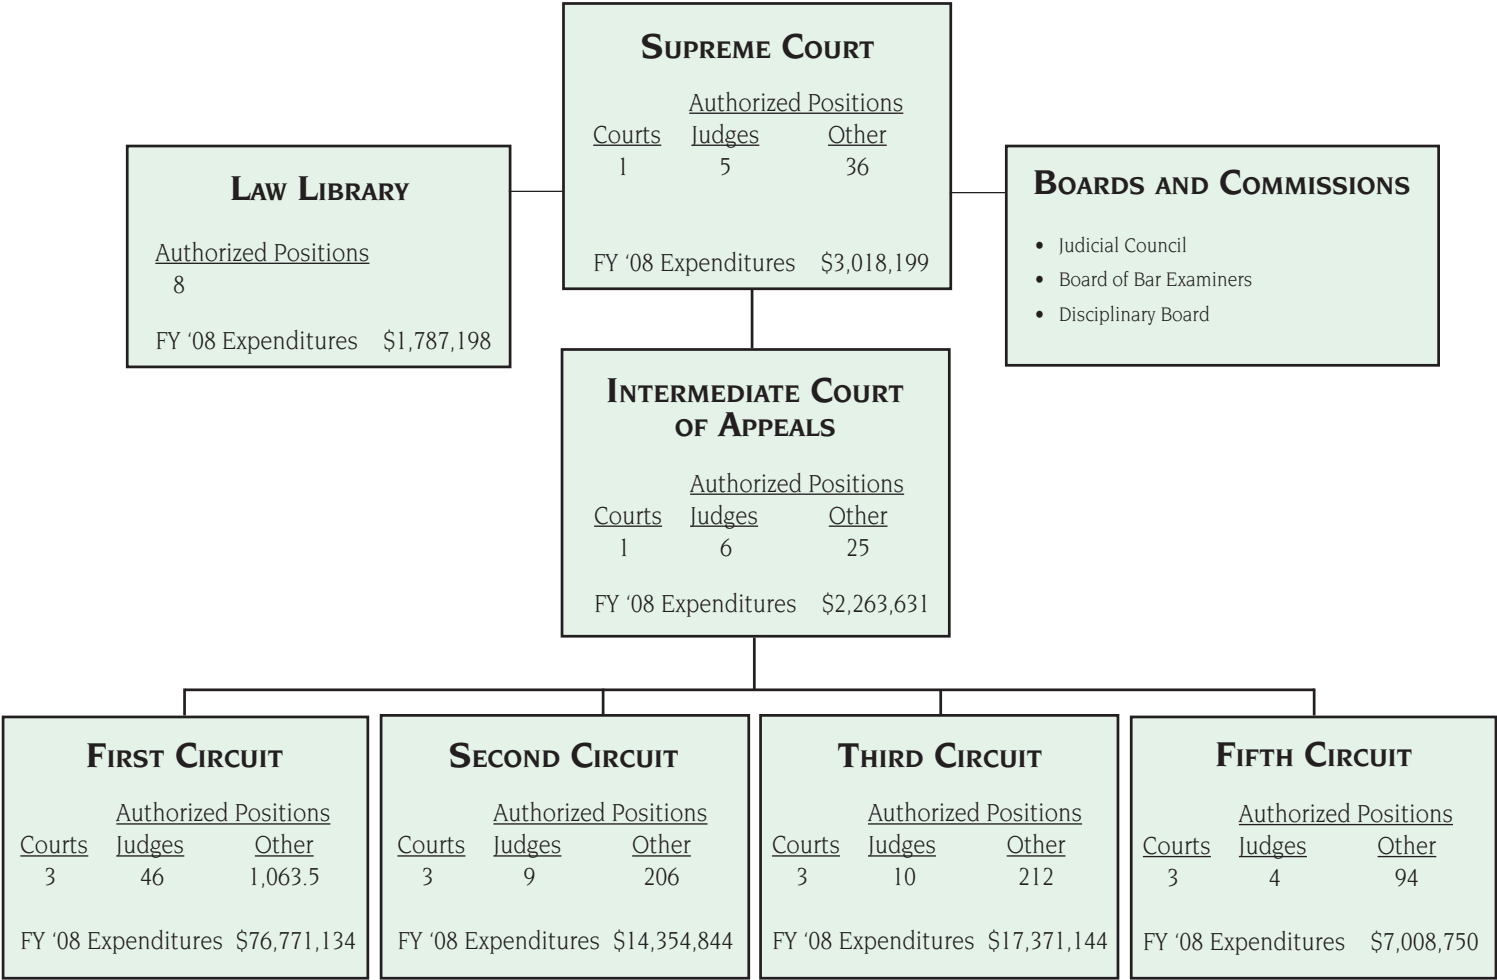 SUPREME COURT
Authorized Positions
Courts Judges Other
1 5 36
FY ‘08 Expenditures $3,018,199
LAW LIBRARY
Authorized Positions
8
FY ‘08 Expenditures $1,787,198
BOARDS AND COMMISSIONS
• Judicial Council
• Board of Bar Examiners
• Disciplinary Board
INTERMEDIATE COURT
OF APPEALS
Authorized Positions
Courts Judges Other
1 6 25
FY ‘08 Expenditures $2,263,631
FIRST CIRCUIT
Authorized Positions
Courts Judges Other
3 46 1,063.5
FY ‘08 Expenditures $76,771,134
SECOND CIRCUIT
Authorized Positions
Courts Judges Other
3 9 206
FY ‘08 Expenditures $14,354,844
THIRD CIRCUIT
Authorized Positions
Courts Judges Other
3 10 212
FY ‘08 Expenditures $17,371,144
FIFTH CIRCUIT
Authorized Positions
Courts Judges Other
3 4 94
FY ‘08 Expenditures $7,008,750